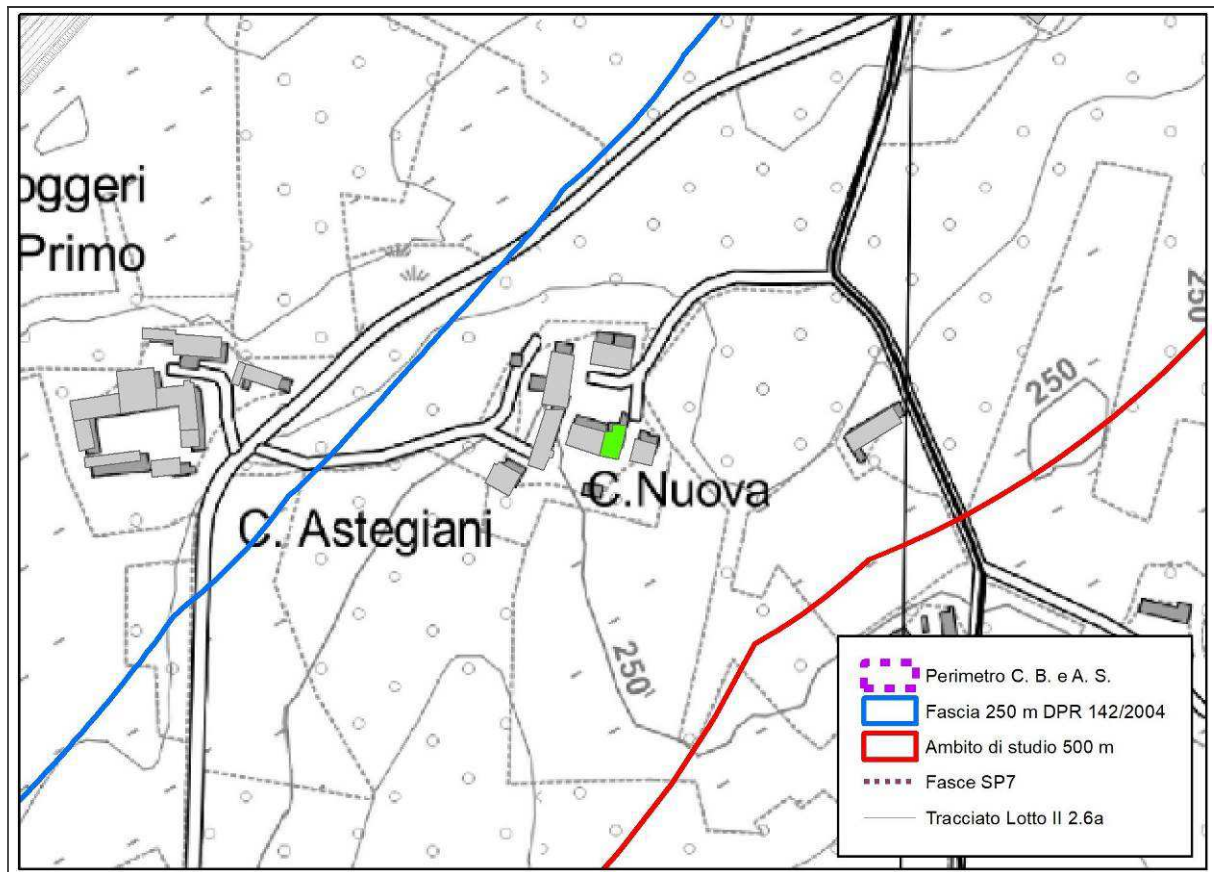 oggeri
Primo
250
250
C.Nuova
C. Astegiani
250
Perimetro C. B. e A. S.
Fascia 250 m DPR 142/2004
Ambito di studio 500 m
Fasce SP7
Tracciato Lotto II 2.6a